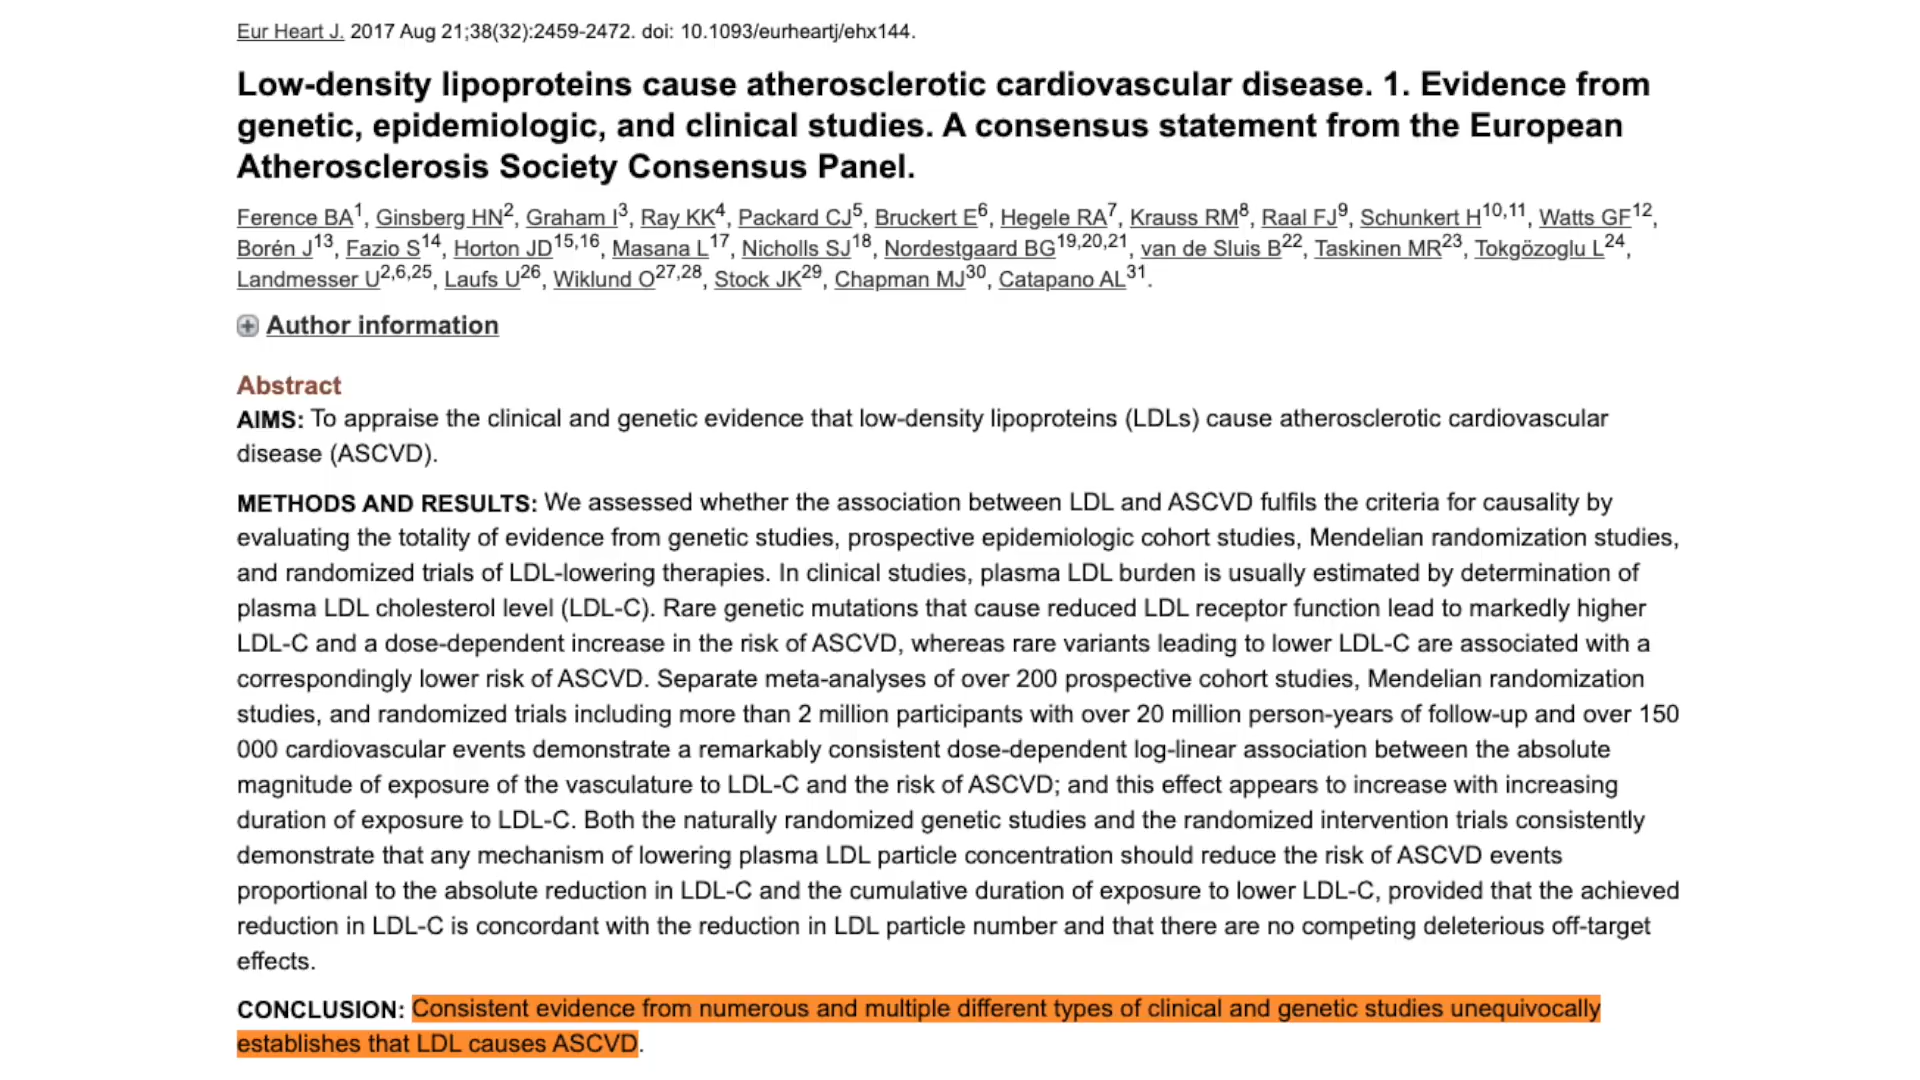 Eur Heart J. 2017 Aug 21;38(32):2459-2472. doi: 10.1093/eurheartj/ehx144.
Low-density lipoproteins cause atherosclerotic cardiovascular disease. 1. Evidence from
genetic, epidemiologic, and clinical studies. A consensus statement from the European
Atherosclerosis Society Consensus Panel.
Ference BA1, Ginsberg HN2, Graham I3, Ray KK4, Packard CJ5, Bruckert E6, Hegele RA7, Krauss RM8, Raal FJ9, Schunkert H10,11, Watts GF12,
Borén J13, Fazio S14, Horton JD15,16, Masana L17, Nicholls SJ18, Nordestgaard BG19,20,21, van de Sluis B22, Taskinen MR23, Tokgözoglu L24,
Landmesser U2,6,25, Laufs U26, Wiklund O27,28, Stock JK29, Chapman MJ30, Catapano AL31.
Author information
Abstract
AIMS: To appraise the clinical and genetic evidence that low-density lipoproteins (LDLs) cause atherosclerotic cardiovascular
disease (ASCVD).
METHODS AND RESULTS: We assessed whether the association between LDL and ASCVD fulfils the criteria for causality by
evaluating the totality of evidence from genetic studies, prospective epidemiologic cohort studies, Mendelian randomization studies,
and randomized trials of LDL-lowering therapies. In clinical studies, plasma LDL burden is usually estimated by determination of
plasma LDL cholesterol level (LDL-C). Rare genetic mutations that cause reduced LDL receptor function lead to markedly higher
LDL-C and a dose-dependent increase in the risk of ASCVD, whereas rare variants leading to lower LDL-C are associated with a
correspondingly lower risk of ASCVD. Separate meta-analyses of over 200 prospective cohort studies, Mendelian randomization
studies, and randomized trials including more than 2 million participants with over 20 million person-years of follow-up and over 150
000 cardiovascular events demonstrate a remarkably consistent dose-dependent log-linear association between the absolute
magnitude of exposure of the vasculature to LDL-C and the risk of ASCVD; and this effect appears to increase with increasing
duration of exposure to LDL-C. Both the naturally randomized genetic studies and the randomized intervention trials consistently
demonstrate that any mechanism of lowering plasma LDL particle concentration should reduce the risk of ASCVD events
proportional to the absolute reduction in LDL-C and the cumulative duration of exposure to lower LDL-C, provided that the achieved
reduction in LDL-C is concordant with the reduction in LDL particle number and that there are no competing deleterious off-target
effects.
CONCLUSION: Consistent evidence from numerous and multiple different types of clinical and genetic studies unequivocally
establishes that LDL causes ASCVD.